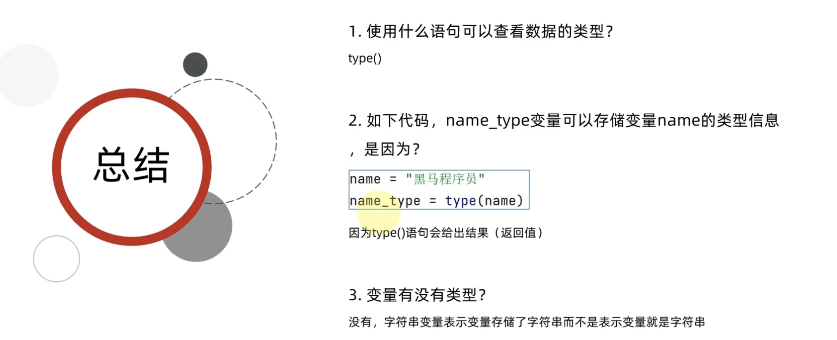 总结
1. 使用什么语句可以查看数据的类型？
type()
2. 如下代码，name_type变量可以存储变量name的类型信息
，是因为？
name = "黑马程序员"
name_type = type(name)
因为type()语句会给出结果（返回值）
3. 变量有没有类型？
没有，字符串变量表示变量存储了字符串而不是表示变量就是字符串